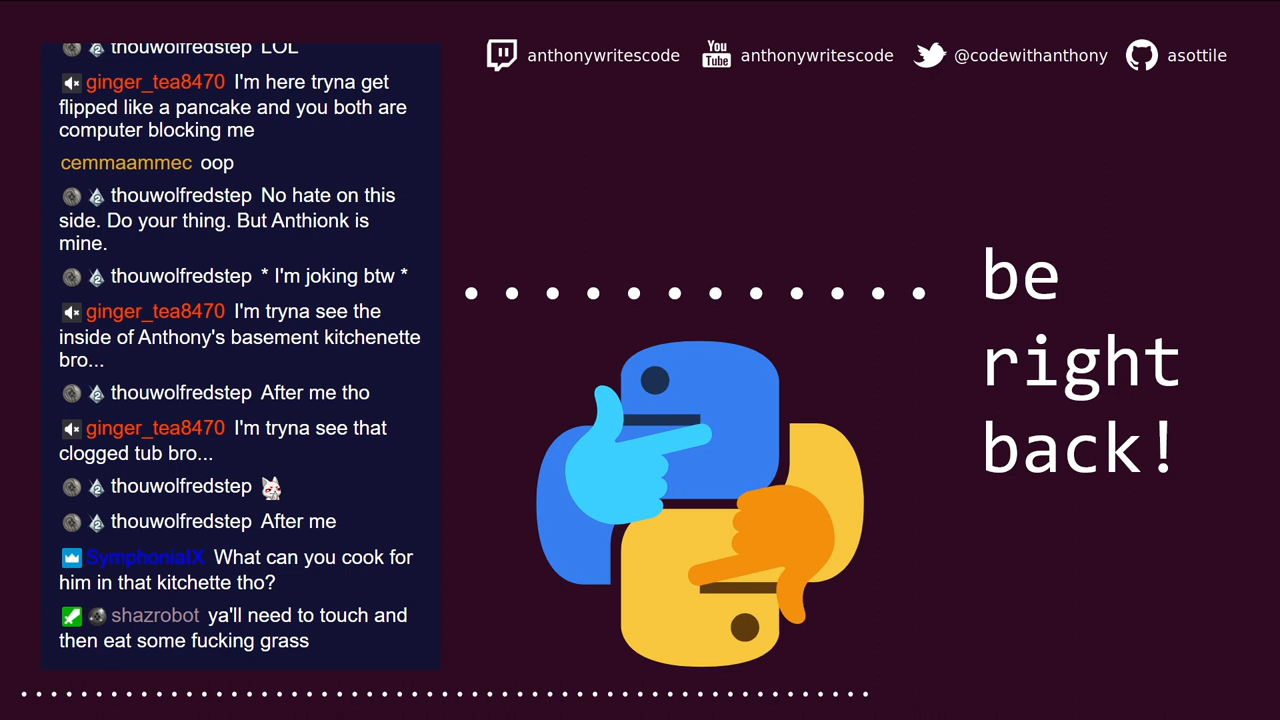 thouwolfredstep LOL
ginger_tea8470 I'm here tryna get
flipped like a pancake and you both are
computer blocking me
cemmaammec oop
thouwolfredstep No hate on this
side. Do your thing. But Anthionk is
mine.
thouwolfredstep * I'm joking btw *
ginger_tea8470 I'm tryna see the
inside of Anthony's basement kitchenette
bro...
thouwolfredstep After me tho
ginger_tea8470 I'm tryna see that
clogged tub bro...
thouwolfredstep
thouwolfredstep After me
SymphoniaIX What can you cook for
him in that kitchette tho?
shazrobot ya'll need to touch and
then eat some fucking grass
anthonywritescode
You
Tube
anthonywritescode
@codewithanthony
asottile
be
right
back!